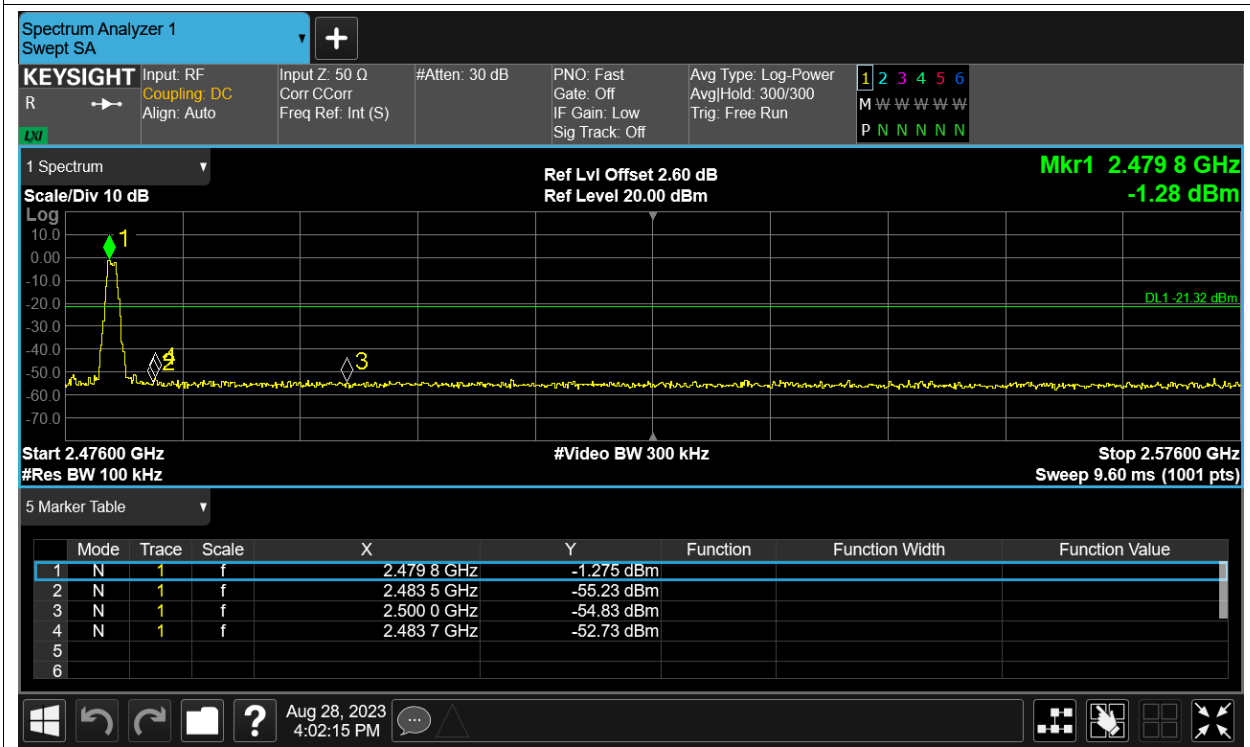 Spectrum Analyzer 1
Swept SA
KEYSIGHT Input: RF Input Z: 50 Ω #Atten: 30 dB PNO: Fast Avg Type: Log-Power 1 2 3 4 5 6
R Coupling: DC Corr CCorr Gate: Off Avg|Hold: 300/300 M W W W W W
Align: Auto Freq Ref: Int (S) IF Gain: Low Trig: Free Run
LXI Sig Track: Off P N N N N N
1 Spectrum Ref Lvl Offset 2.60 dB Mkr1 2.479 8 GHz
Scale/Div 10 dB Ref Level 20.00 dBm -1.28 dBm
Log
10.0
1
0.00
-10.0
-20.0
DL1 -21.32 dBm
-30.0
-40.0
4
2
3
-50.0
-60.0
-70.0
Start 2.47600 GHz #Video BW 300 kHz Stop 2.57600 GHz
#Res BW 100 kHz Sweep 9.60 ms (1001 pts)
5 Marker Table
Mode Trace Scale X Y Function Function Width Function Value
1 N 1 f 2.479 8 GHz -1.275 dBm
2 N 1 f 2.483 5 GHz -55.23 dBm
3 N 1 f 2.500 0 GHz -54.83 dBm
4 N 1 f 2.483 7 GHz -52.73 dBm
5
6
? Aug 28, 2023
4:02:15 PM